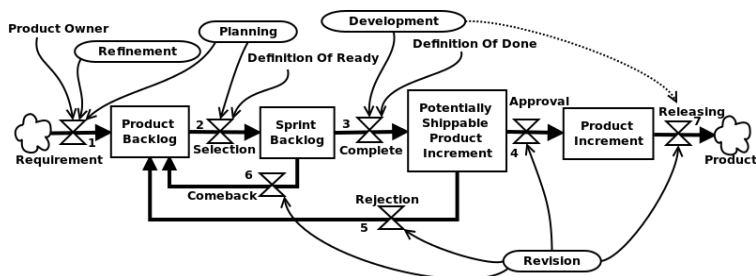 Product Owner
Refinement
Planning
Development
Definition Of Ready
Definition Of Done
Requirement
1
Product
Backlog
2
Selection
Sprint
Backlog
3
Complete
Potentially
Shippable
Product
Increment
Approval
4
Product
Increment
Releasing
7
Product
6
Comeback
Rejection
5
Revision